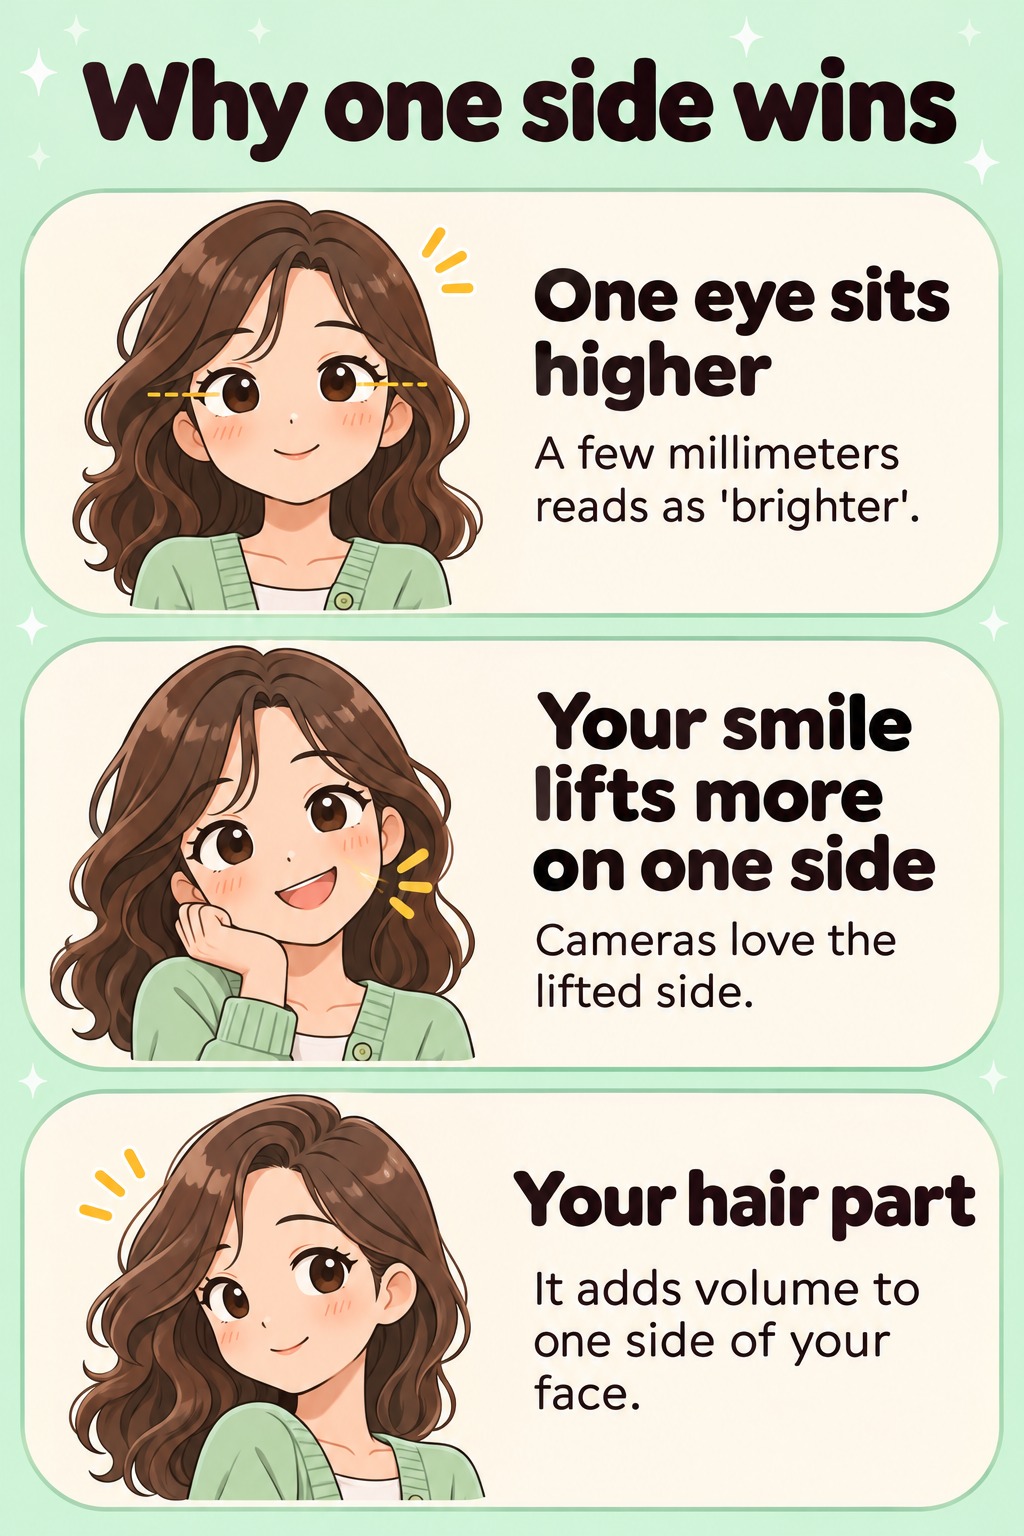 Why one side wins
One eye sits
higher
A few millimeters
reads as 'brighter'.
Your smile
lifts more
on one side
Cameras love the
lifted side.
Your hair part
It adds volume to
one side of your
face.